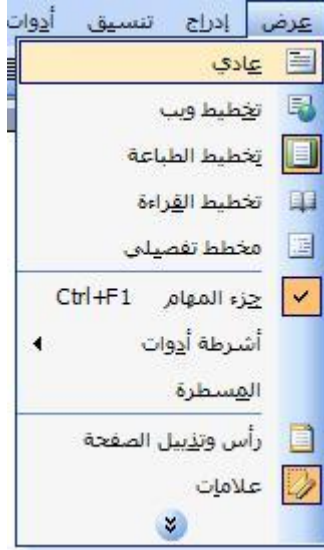 عرض إدراج تنسيق أدوات
عادي
تخطيط ويب
تخطيط الطباعة
تخطيط القراءة
مخطط تفصيلي
جزء المهام Ctrl+F1
أشرطة أدوات
المسطرة
رأس وتذييل الصفحة
علامات